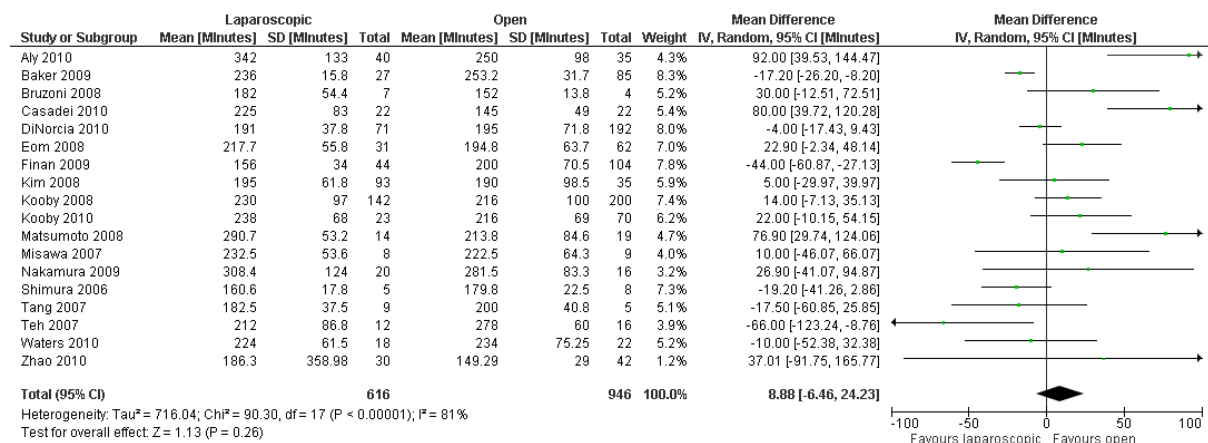 Laparoscopic Open Mean Difference Mean Difference
Study or Subgroup Mean [MInutes] SD [MInutes] Total Mean [MInutes] SD [MInutes] Total Weight IV, Random, 95% CI [MInutes] IV, Random, 95% CI [MInutes]
Aly 2010 342 133 40 250 98 35 4.3% 92.00 [39.53, 144.47]
Baker 2009 236 15.8 27 253.2 31.7 85 8.4% -17.20 [-26.20, -8.20]
Bruzoni 2008 182 54.4 7 152 13.8 4 5.2% 30.00 [-12.51, 72.51]
Casadei 2010 225 83 22 145 49 22 5.4% 80.00 [39.72, 120.28]
DiNorcia 2010 191 37.8 71 195 71.8 192 8.0% -4.00 [-17.43, 9.43]
Eom 2008 217.7 55.8 31 194.8 63.7 62 7.0% 22.90 [-2.34, 48.14]
Finan 2009 156 34 44 200 70.5 104 7.8% -44.00 [-60.87, -27.13]
Kim 2008 195 61.8 93 190 98.5 35 5.9% 5.00 [-29.97, 39.97]
Kooby 2008 230 97 142 216 100 200 7.4% 14.00 [-7.13, 35.13]
Kooby 2010 238 68 23 216 69 70 6.2% 22.00 [-10.15, 54.15]
Matsumoto 2008 290.7 53.2 14 213.8 84.6 19 4.7% 76.90 [29.74, 124.06]
Misawa 2007 232.5 53.6 8 222.5 64.3 9 4.0% 10.00 [-46.07, 66.07]
Nakamura 2009 308.4 124 20 281.5 83.3 16 3.2% 26.90 [-41.07, 94.87]
Shimura 2006 160.6 17.8 5 179.8 22.5 8 7.3% -19.20 [-41.26, 2.86]
Tang 2007 182.5 37.5 9 200 40.8 5 5.1% -17.50 [-60.85, 25.85]
Teh 2007 212 86.8 12 278 60 16 3.9% -66.00 [-123.24, -8.76]
Waters 2010 224 61.5 18 234 75.25 22 5.2% -10.00 [-52.38, 32.38]
Zhao 2010 186.3 358.98 30 149.29 29 42 1.2% 37.01 [-91.75, 165.77]
Total (95% CI) 616 946 100.0% 8.88 [-6.46, 24.23]
Heterogeneity: Tau² = 716.04; Chi² = 90.30, df = 17 (P < 0.00001); I² = 81%
Test for overall effect: Z = 1.13 (P = 0.26)
-100 -50 0 50 100
Favours laparoscopic Favours open